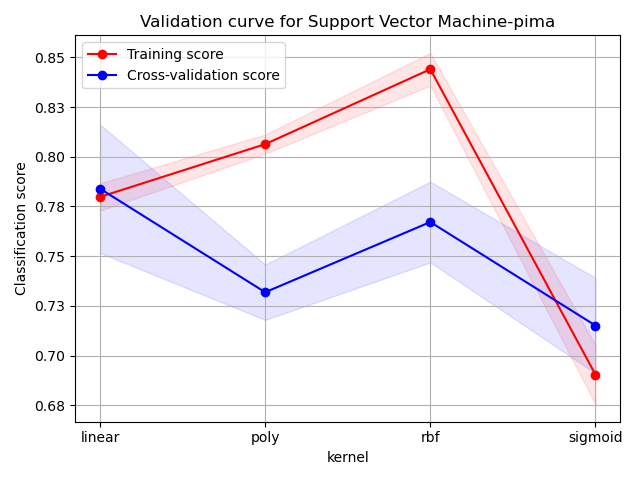 Validation curve for Support Vector Machine-pima
Training score
Cross-validation score
Classification score
0.85
0.83
0.80
0.78
0.75
0.73
0.70
0.68
linear
poly
rbf
sigmoid
kernel